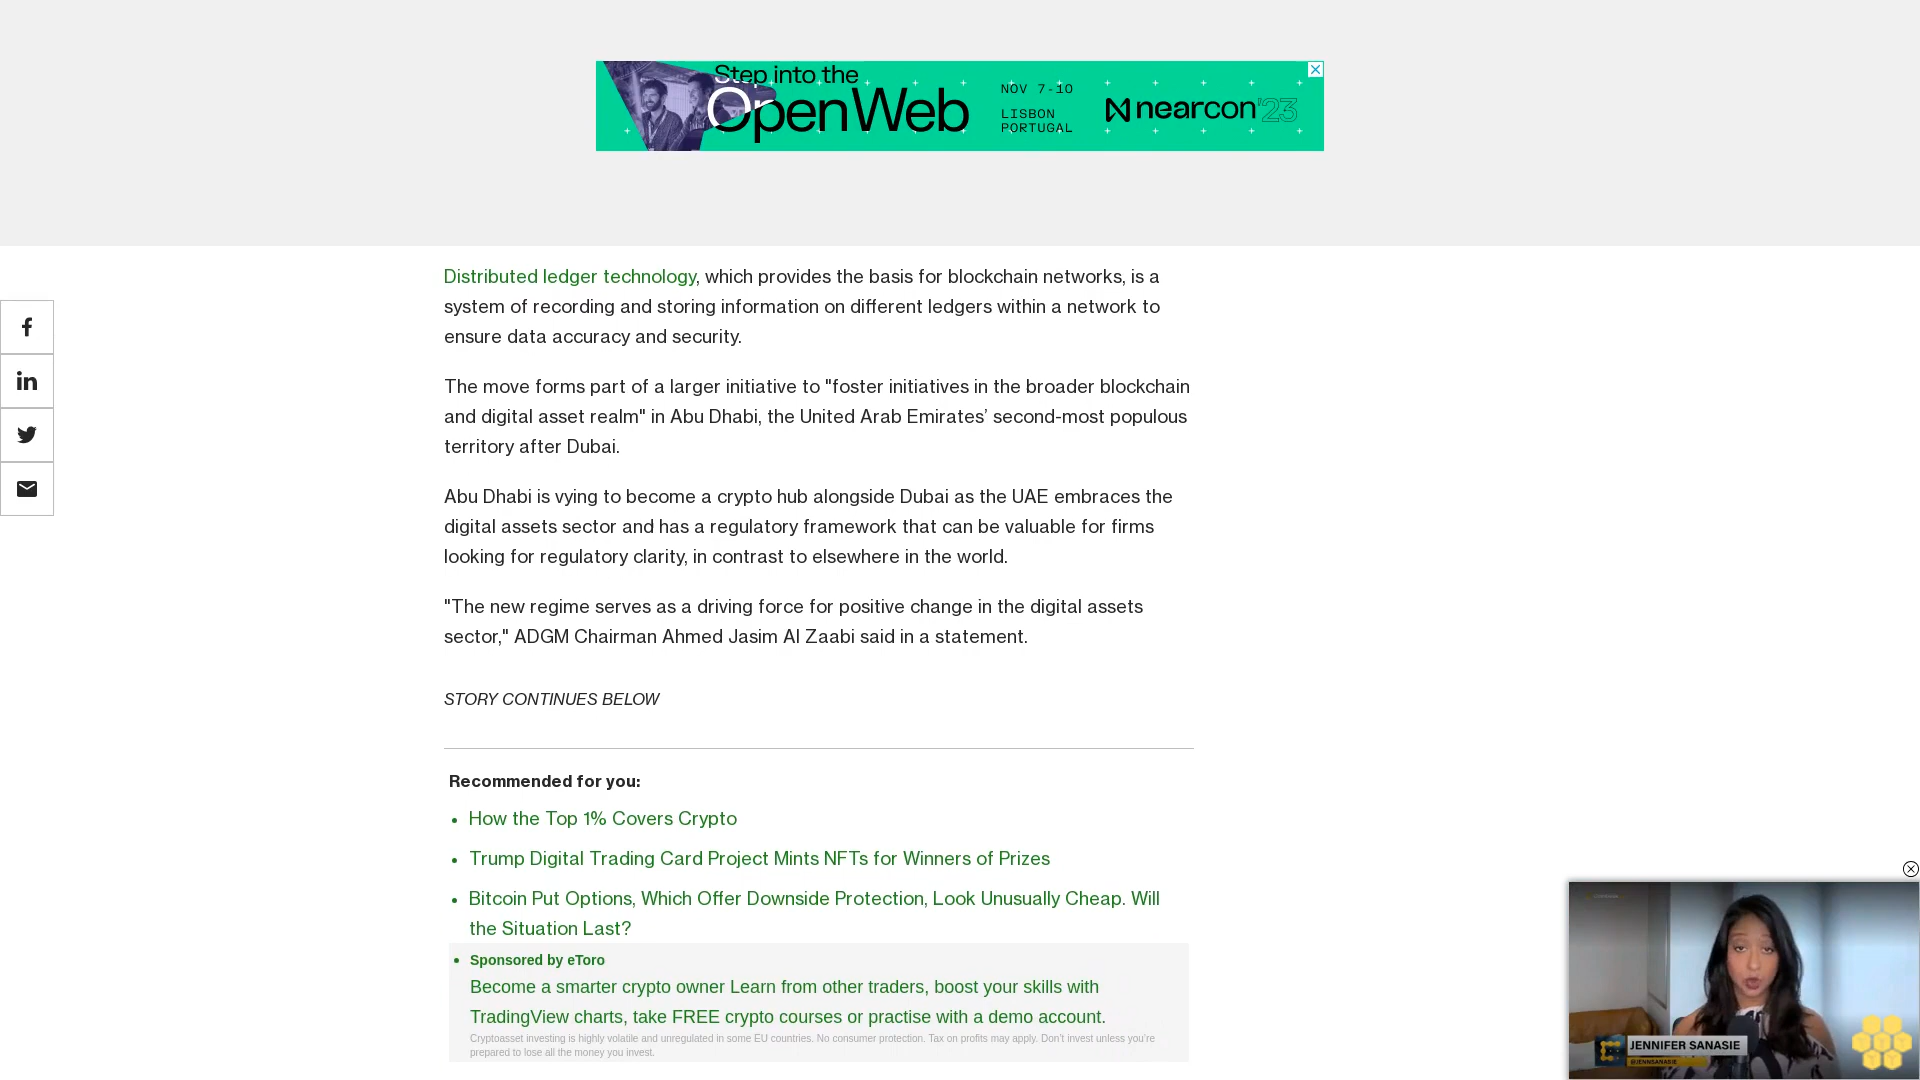 Step into the
OpenWeb
NOV 7-10
LISBON
PORTUGAL
nearcon'23
Distributed ledger technology, which provides the basis for blockchain networks, is a
system of recording and storing information on different ledgers within a network to
ensure data accuracy and security.
The move forms part of a larger initiative to "foster initiatives in the broader blockchain
and digital asset realm" in Abu Dhabi, the United Arab Emirates’ second-most populous
territory after Dubai.
Abu Dhabi is vying to become a crypto hub alongside Dubai as the UAE embraces the
digital assets sector and has a regulatory framework that can be valuable for firms
looking for regulatory clarity, in contrast to elsewhere in the world.
"The new regime serves as a driving force for positive change in the digital assets
sector," ADGM Chairman Ahmed Jasim Al Zaabi said in a statement.
STORY CONTINUES BELOW
Recommended for you:
• How the Top 1% Covers Crypto
• Trump Digital Trading Card Project Mints NFTs for Winners of Prizes
• Bitcoin Put Options, Which Offer Downside Protection, Look Unusually Cheap. Will
the Situation Last?
• Sponsored by eToro
Become a smarter crypto owner Learn from other traders, boost your skills with
TradingView charts, take FREE crypto courses or practise with a demo account.
Cryptoasset investing is highly volatile and unregulated in some EU countries. No consumer protection. Tax on profits may apply. Don't invest unless you're
prepared to lose all the money you invest.
JENNIFER SANASIE
@JENNSANASIE